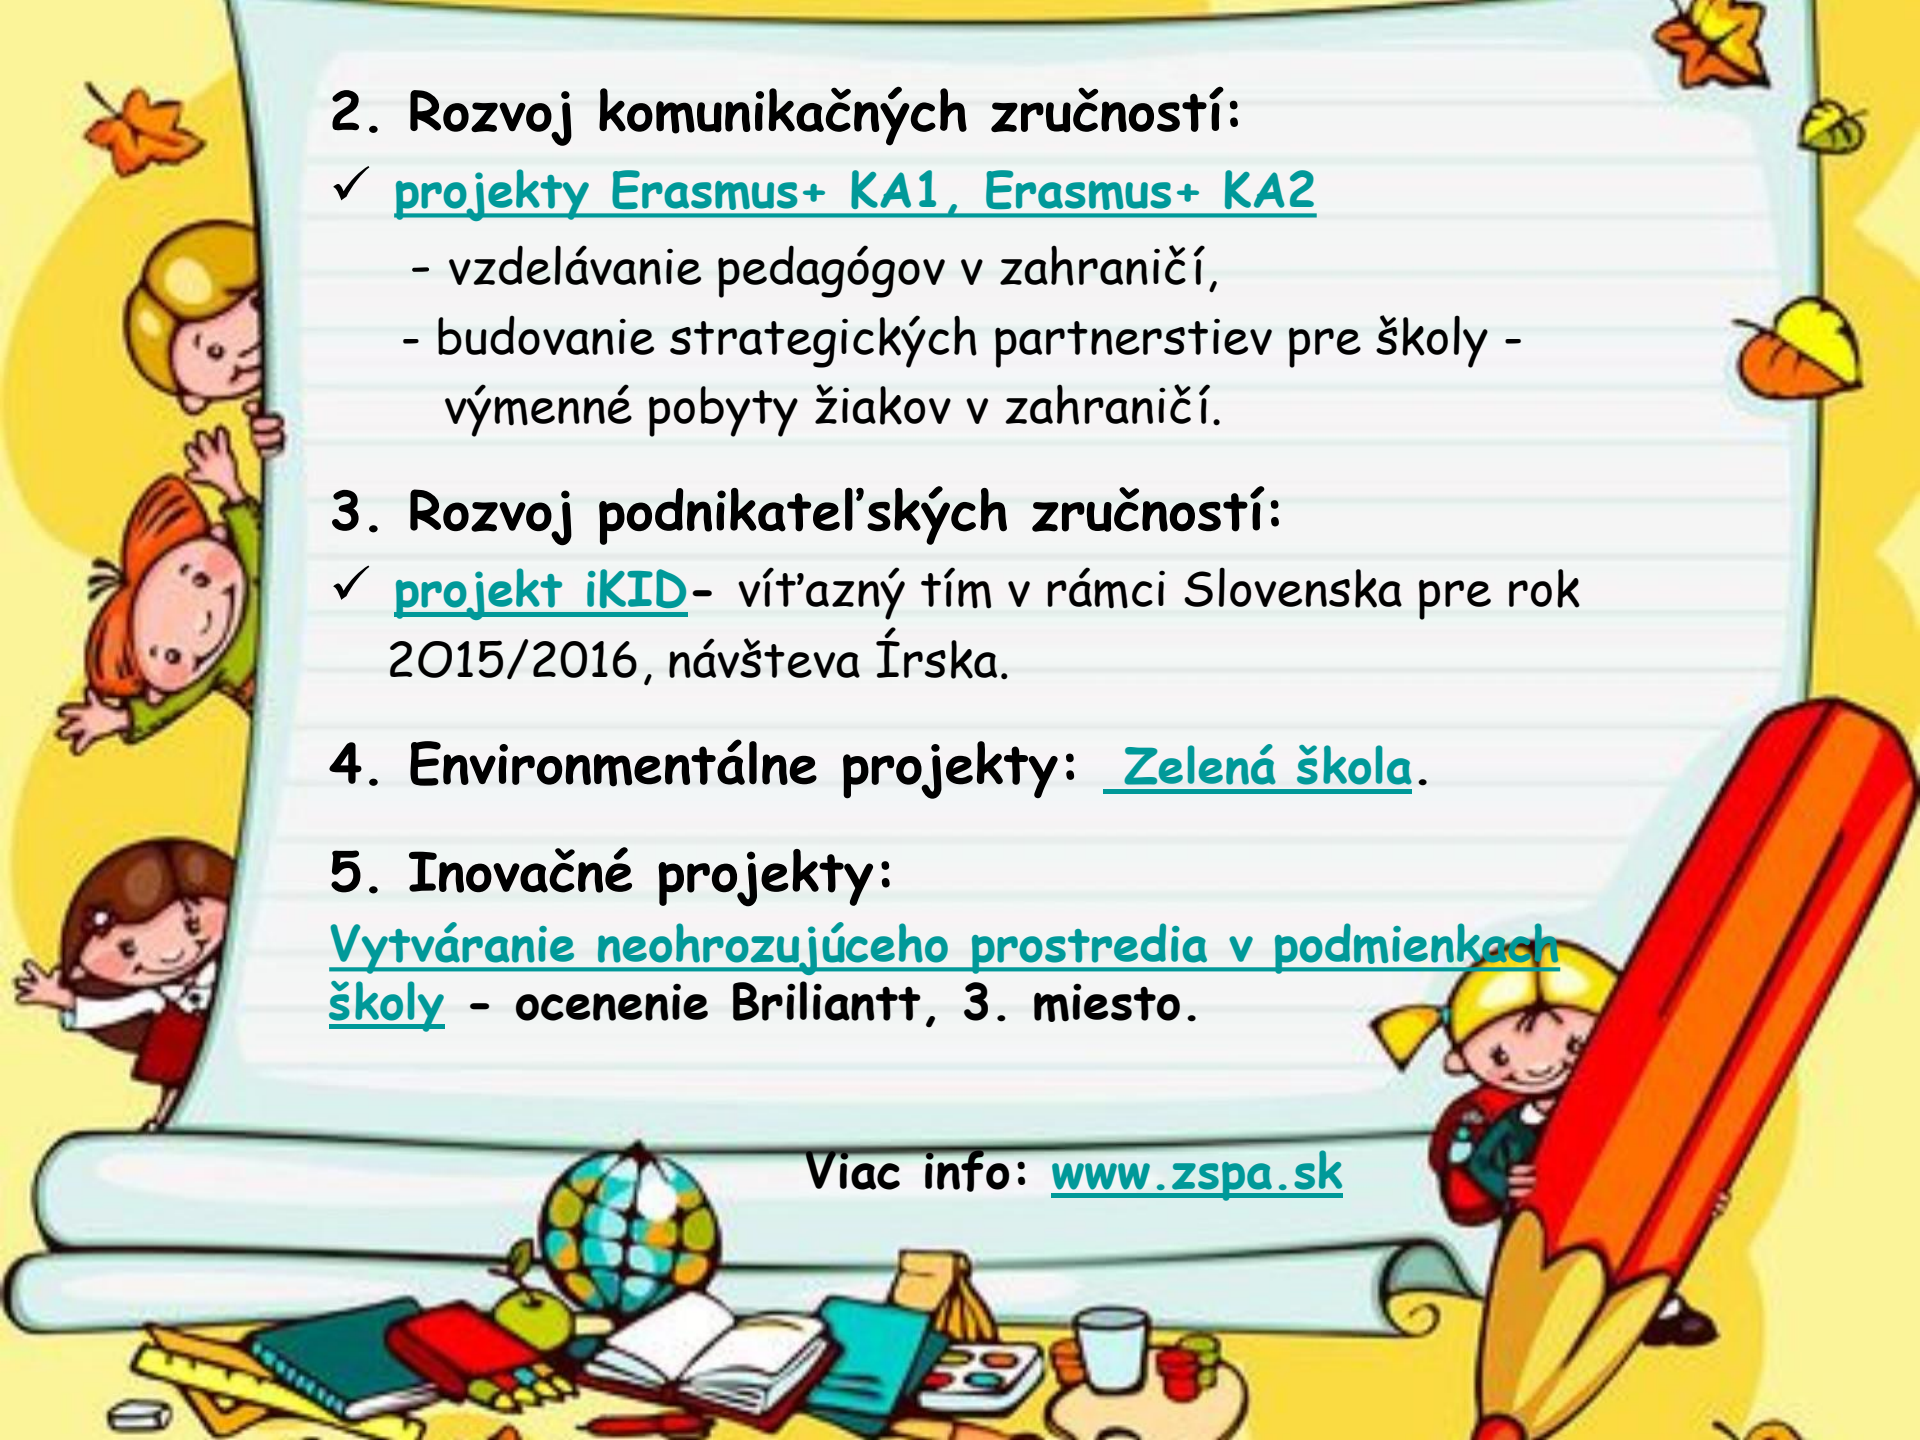 2. Rozvoj komunikačných zručností:
✓ projekty Erasmus+ KA1, Erasmus+ KA2
- vzdelávanie pedagógov v zahraničí,
- budovanie strategických partnerstiev pre školy -
výmenné pobyty žiakov v zahraničí.
3. Rozvoj podnikateľských zručností:
✓ projekt iKID- víťazný tím v rámci Slovenska pre rok
2O15/2016, návšteva Írska.
4. Environmentálne projekty: Zelená škola.
5. Inovačné projekty:
Vytváranie neohrozujúceho prostredia v podmienkach
školy - ocenenie Briliantt, 3. miesto.
Viac info: www.zspa.sk